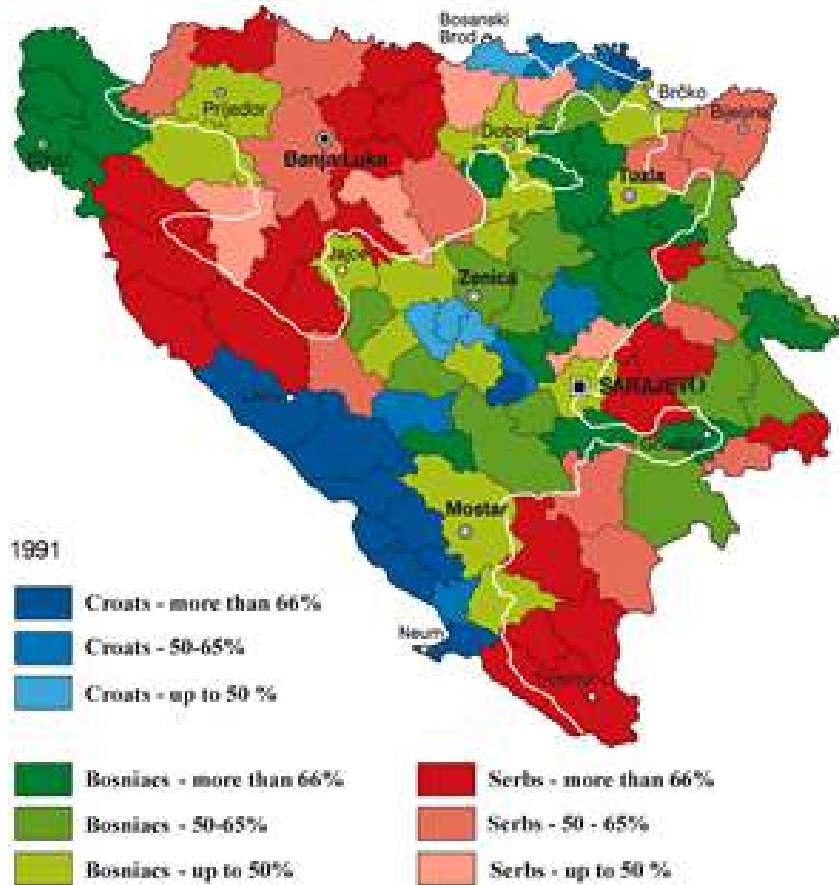 Bosanski
Brod
Brčko
Prijedor
Doboj
Banja Luka
Tuzla
Jajce
Zenica
SARAJEVO
Mostar
1991
Neum
Croats - more than 66%
Croats - 50-65%
Croats - up to 50 %
Bosniacs - more than 66%
Serbs - more than 66%
Bosniacs - 50-65%
Serbs - 50 - 65%
Bosniacs - up to 50%
Serbs - up to 50 %